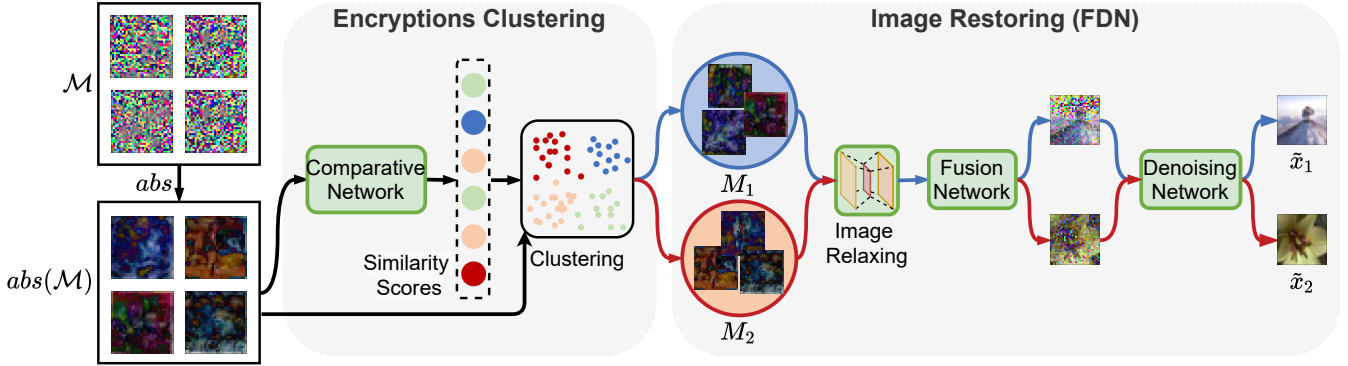 Encryptions Clustering
Image Restoring (FDN)
ℳ
abs
abs(ℳ)
Comparative
Network
Similarity
Scores
Clustering
M₁
M₂
Image
Relaxing
Fusion
Network
Denoising
Network
x̃₁
x̃₂